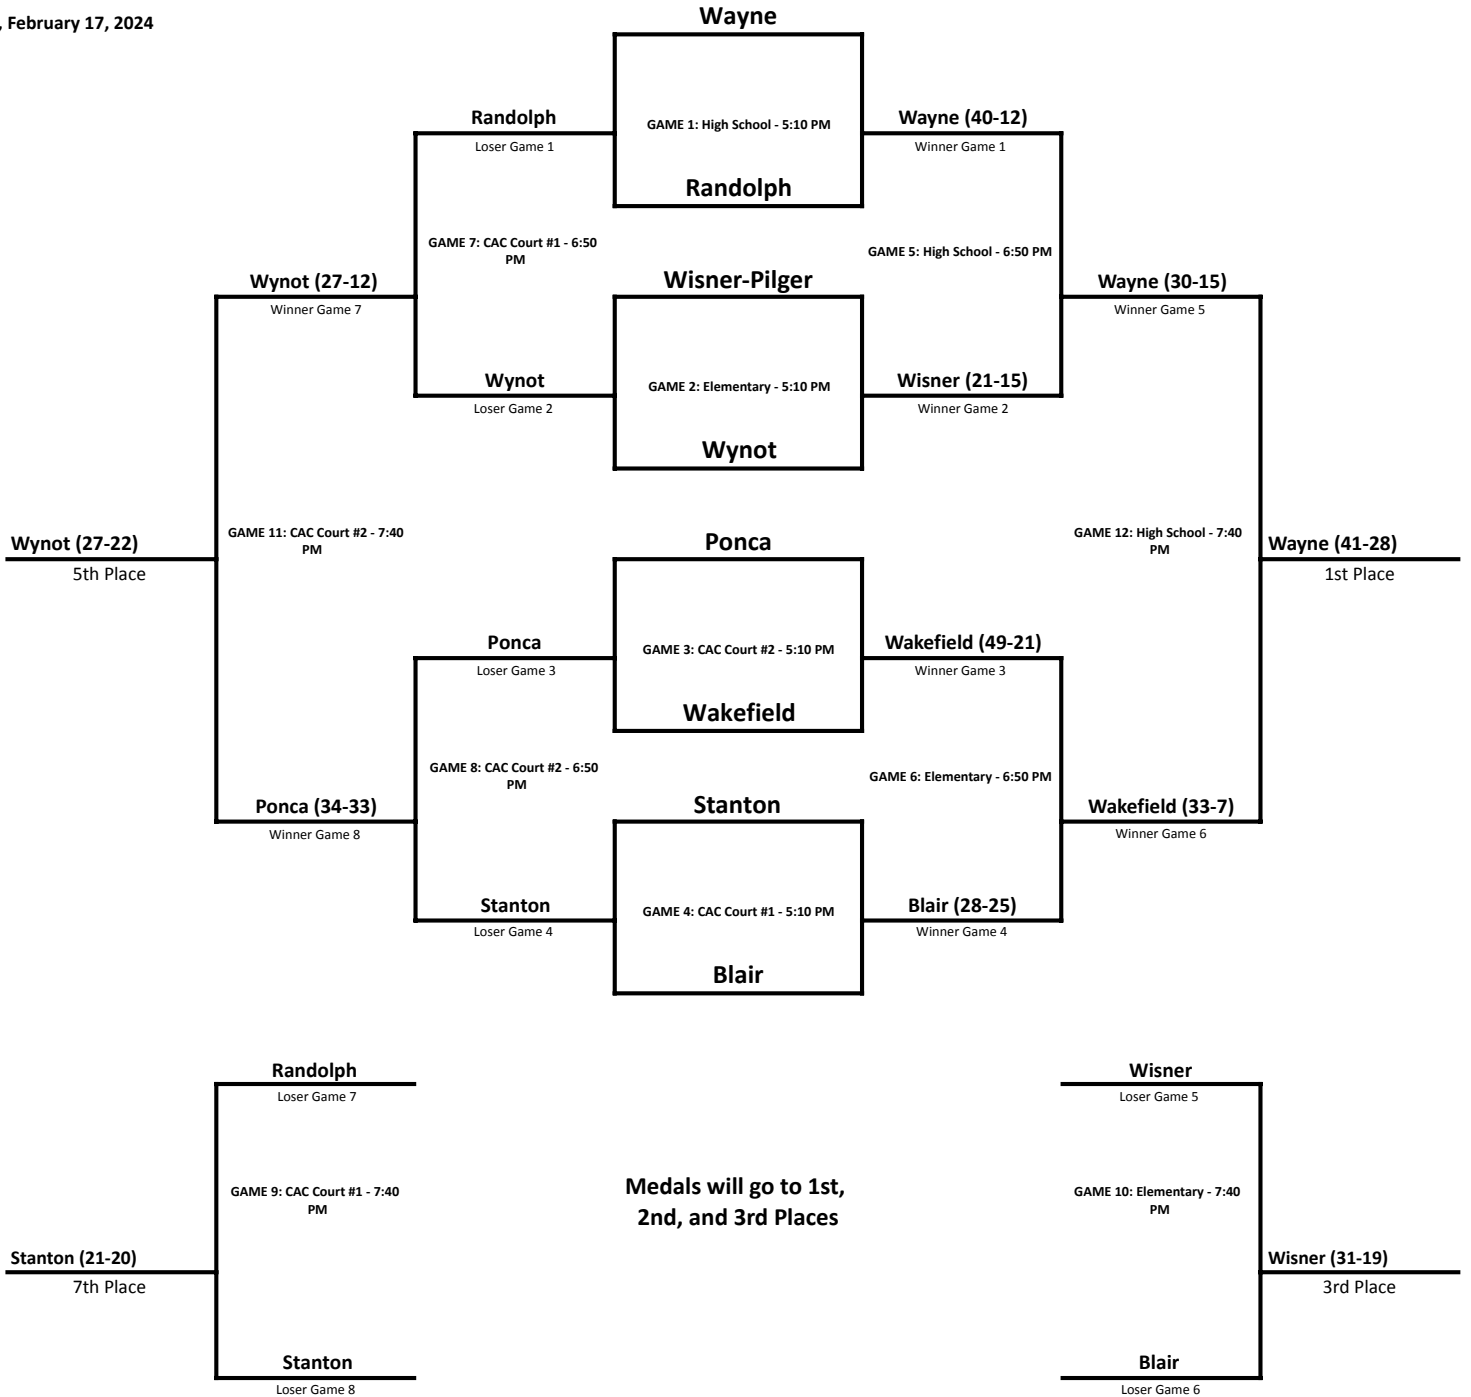 , February 17, 2024
Wayne
Randolph
Loser Game 1
GAME 1: High School - 5:10 PM
Wayne (40-12)
Winner Game 1
Randolph
GAME 7: CAC Court #1 - 6:50
PM
GAME 5: High School - 6:50 PM
Wynot (27-12)
Winner Game 7
Wisner-Pilger
Wayne (30-15)
Winner Game 5
Wynot
Loser Game 2
GAME 2: Elementary - 5:10 PM
Wisner (21-15)
Winner Game 2
Wynot
Wynot (27-22)
5th Place
GAME 11: CAC Court #2 - 7:40
PM
Ponca
GAME 12: High School - 7:40
PM
Wayne (41-28)
1st Place
Ponca
Loser Game 3
GAME 3: CAC Court #2 - 5:10 PM
Wakefield (49-21)
Winner Game 3
Wakefield
GAME 8: CAC Court #2 - 6:50
PM
GAME 6: Elementary - 6:50 PM
Ponca (34-33)
Winner Game 8
Stanton
Wakefield (33-7)
Winner Game 6
Stanton
Loser Game 4
GAME 4: CAC Court #1 - 5:10 PM
Blair (28-25)
Winner Game 4
Blair
Randolph
Loser Game 7
Wisner
Loser Game 5
GAME 9: CAC Court #1 - 7:40
PM
Medals will go to 1st,
2nd, and 3rd Places
GAME 10: Elementary - 7:40
PM
Stanton (21-20)
7th Place
Wisner (31-19)
3rd Place
Stanton
Loser Game 8
Blair
Loser Game 6